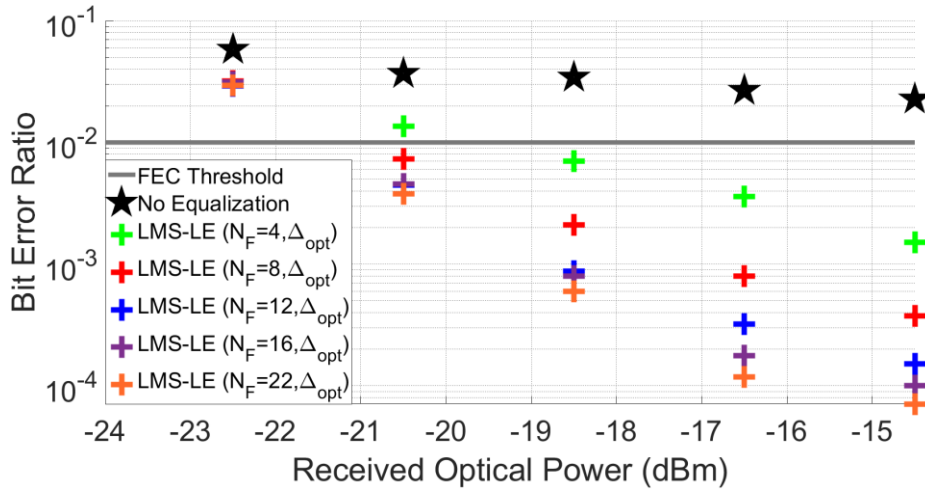 Bit Error Ratio
10^-1
10^-2
10^-3
10^-4
FEC Threshold
No Equalization
LMS-LE (N_F=4,Δ_opt)
LMS-LE (N_F=8,Δ_opt)
LMS-LE (N_F=12,Δ_opt)
LMS-LE (N_F=16,Δ_opt)
LMS-LE (N_F=22,Δ_opt)
-24 -23 -22 -21 -20 -19 -18 -17 -16 -15
Received Optical Power (dBm)